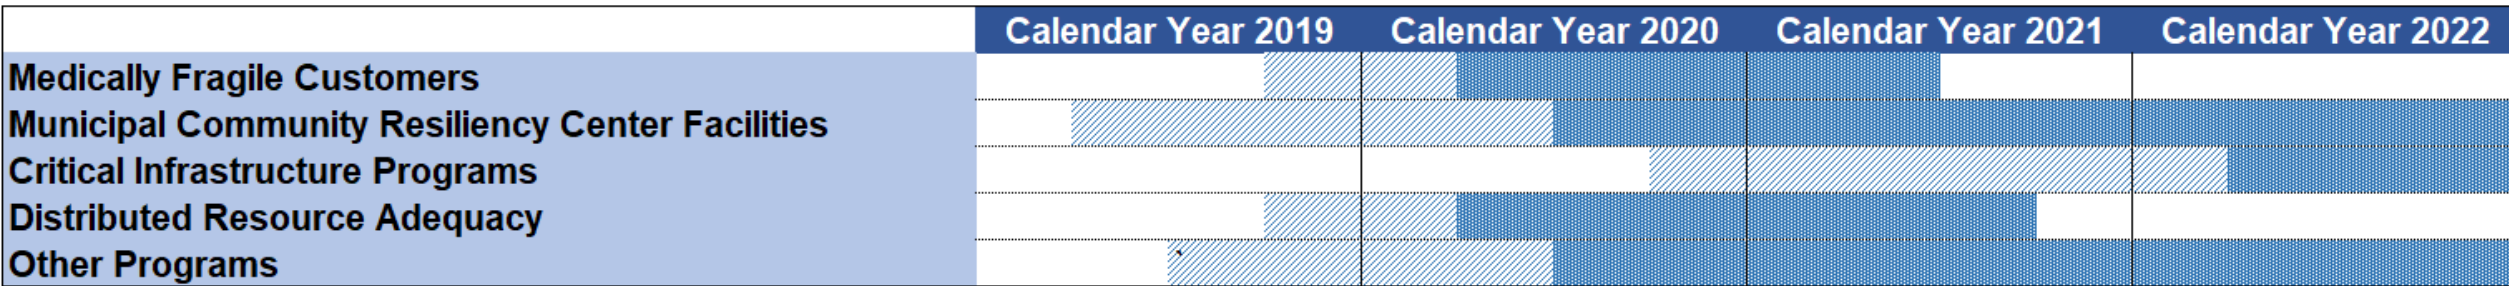 Calendar Year 2019 Calendar Year 2020 Calendar Year 2021 Calendar Year 2022
Medically Fragile Customers
Municipal Community Resiliency Center Facilities
Critical Infrastructure Programs
Distributed Resource Adequacy
Other Programs